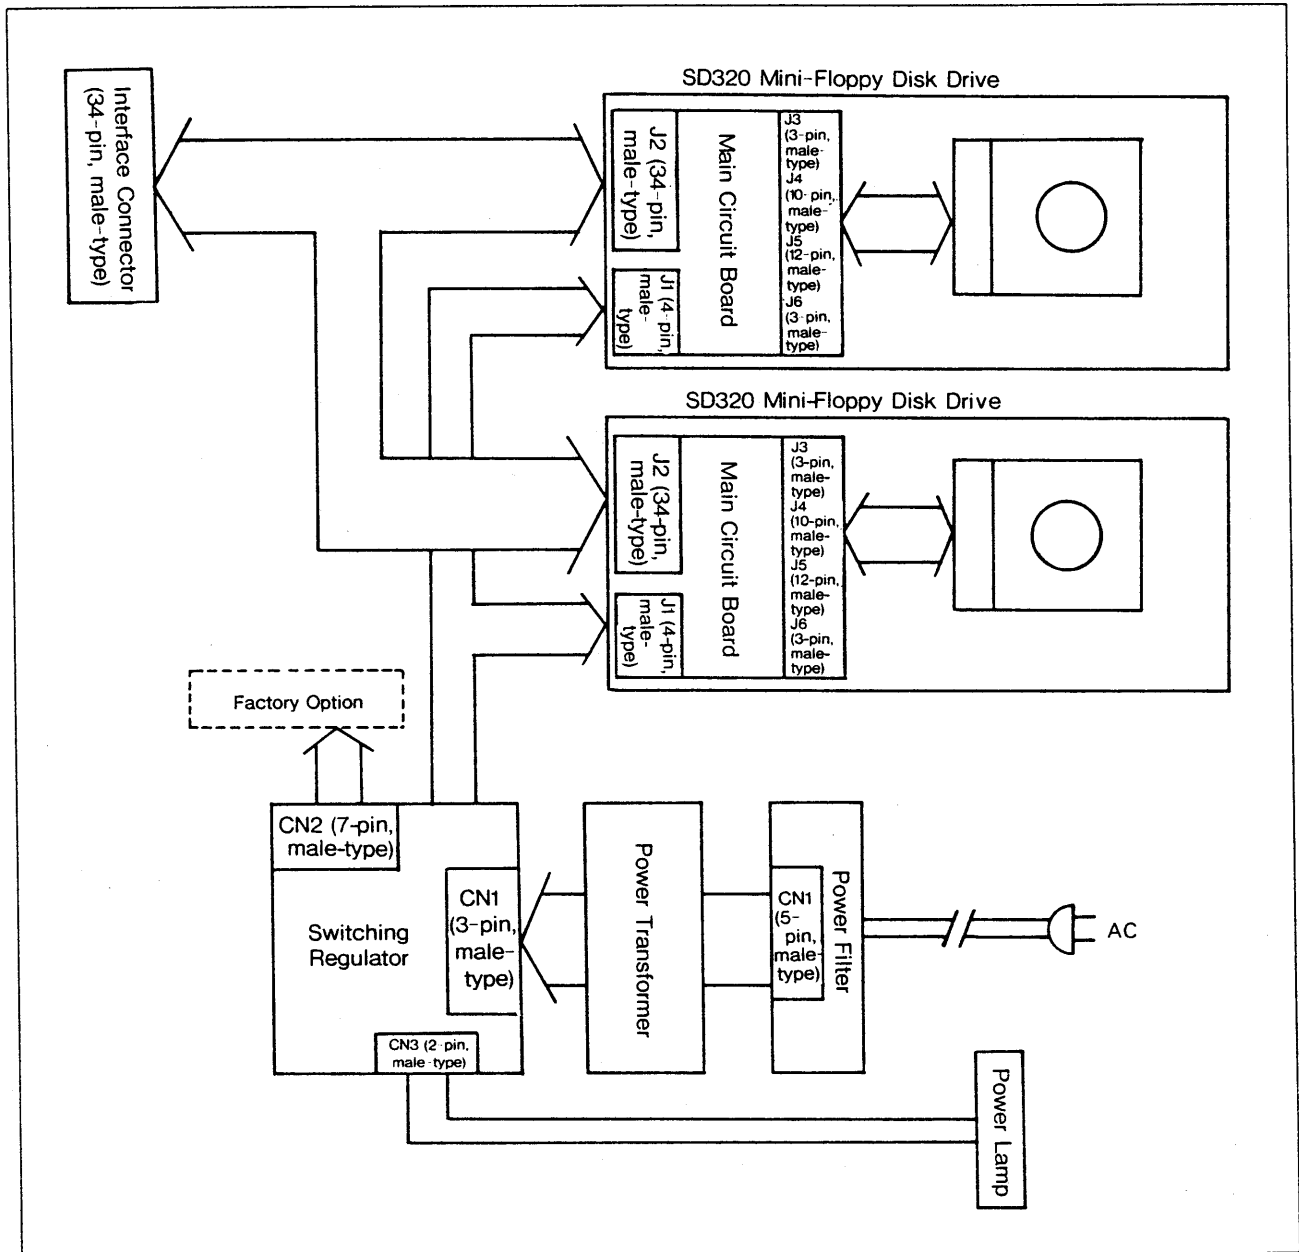 SD320 Mini-Floppy Disk Drive
Interface Connector
(34-pin, male-type)
J2 (34-pin,
male-type)
J1 (4-pin,
male-
type)
Main Circuit Board
J3
(3-pin,
male-
type)
J4
(10-pin,
male-
type)
J5
(12-pin,
male-
type)
J6
(3-pin,
male-
type)
SD320 Mini-Floppy Disk Drive
J2 (34-pin,
male-type)
J1 (4-pin,
male-
type)
Main Circuit Board
J3
(3-pin,
male-
type)
J4
(10-pin,
male-
type)
J5
(12-pin,
male-
type)
J6
(3-pin,
male-
type)
Factory Option
CN2 (7-pin,
male-type)
Switching
Regulator
CN1
(3-pin,
male-
type)
CN3 (2-pin,
male-type)
Power Transformer
CN1
(5-
pin,
male-
type)
Power Filter
AC
Power Lamp